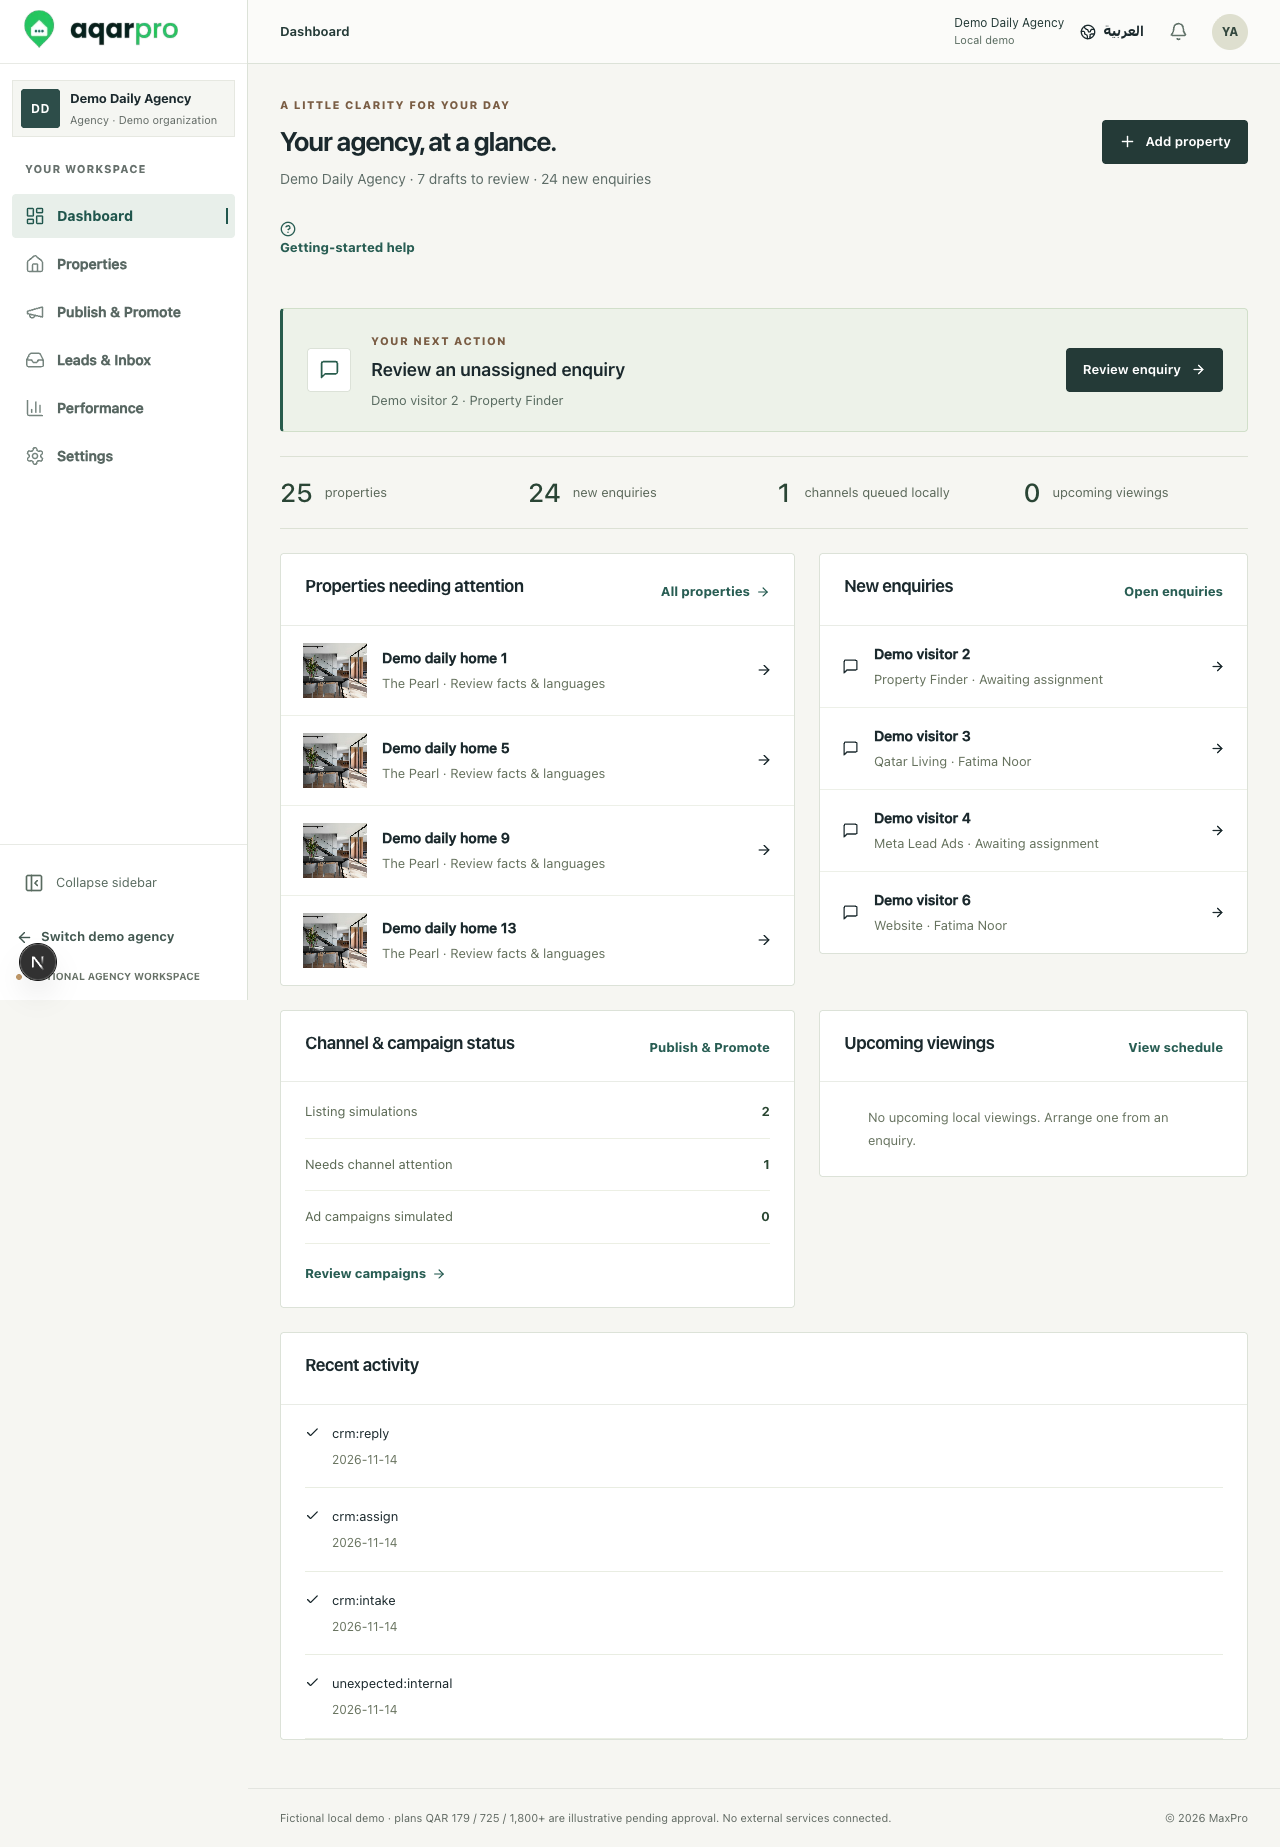 aqarpro
Dashboard
Demo Daily Agency
Local demo
العربية
YA
DD
Demo Daily Agency
Agency · Demo organization
YOUR WORKSPACE
Dashboard
Properties
Publish & Promote
Leads & Inbox
Performance
Settings
Collapse sidebar
Switch demo agency
N
AGENCY WORKSPACE
A LITTLE CLARITY FOR YOUR DAY
Your agency, at a glance.
Demo Daily Agency · 7 drafts to review · 24 new enquiries
Add property
Getting-started help
YOUR NEXT ACTION
Review an unassigned enquiry
Demo visitor 2 · Property Finder
Review enquiry
25 properties
24 new enquiries
1 channels queued locally
0 upcoming viewings
Properties needing attention
All properties
Demo daily home 1
The Pearl · Review facts & languages
Demo daily home 5
The Pearl · Review facts & languages
Demo daily home 9
The Pearl · Review facts & languages
Demo daily home 13
The Pearl · Review facts & languages
New enquiries
Open enquiries
Demo visitor 2
Property Finder · Awaiting assignment
Demo visitor 3
Qatar Living · Fatima Noor
Demo visitor 4
Meta Lead Ads · Awaiting assignment
Demo visitor 6
Website · Fatima Noor
Channel & campaign status
Publish & Promote
Listing simulations 2
Needs channel attention 1
Ad campaigns simulated 0
Review campaigns
Upcoming viewings
View schedule
No upcoming local viewings. Arrange one from an
enquiry.
Recent activity
crm:reply
2026-11-14
crm:assign
2026-11-14
crm:intake
2026-11-14
unexpected:internal
2026-11-14
Fictional local demo · plans QAR 179 / 725 / 1,800+ are illustrative pending approval. No external services connected.
© 2026 MaxPro